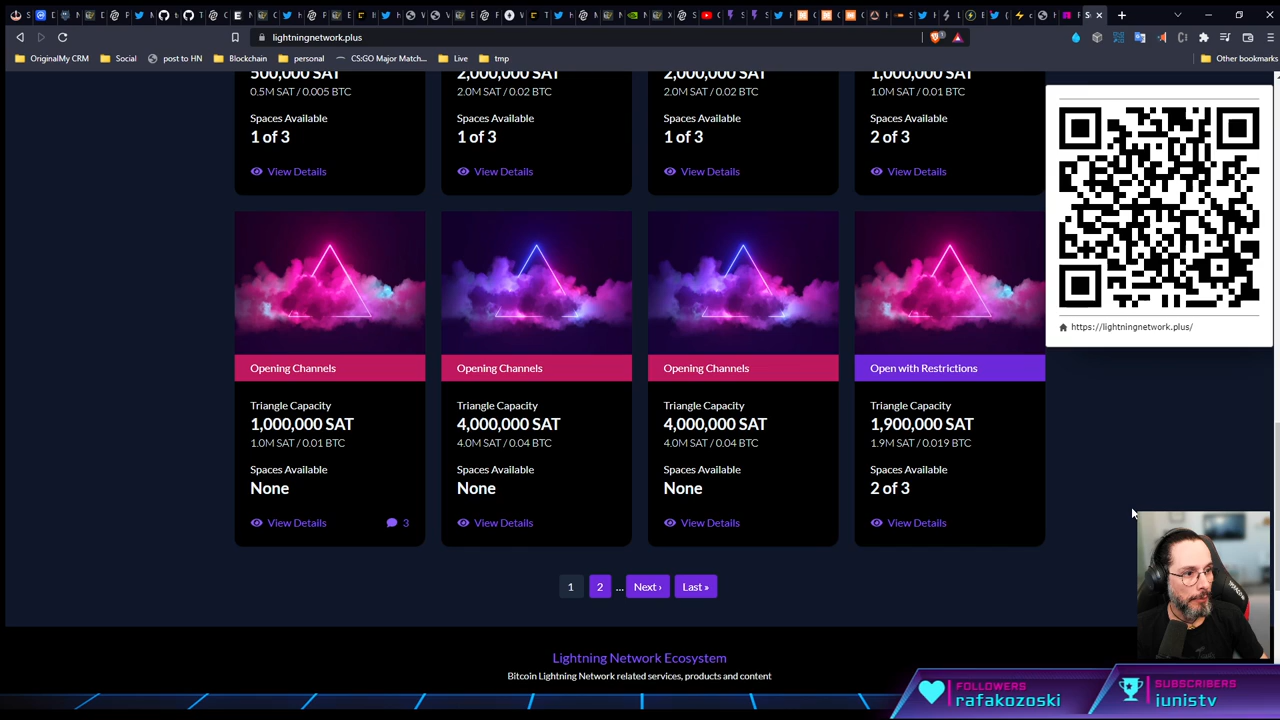 lightningnetwork.plus
OriginalMy CRM
Social
post to HN
Blockchain
personal
CS:GO Major Match...
Live
tmp
Other bookmarks
500,000 SAT
2,000,000 SAT
2,000,000 SAT
1,000,000 SAT
0.5M SAT / 0.005 BTC
2.0M SAT / 0.02 BTC
2.0M SAT / 0.02 BTC
1.0M SAT / 0.01 BTC
Spaces Available
Spaces Available
Spaces Available
Spaces Available
1 of 3
1 of 3
1 of 3
2 of 3
View Details
View Details
View Details
View Details
https://lightningnetwork.plus/
Opening Channels
Opening Channels
Opening Channels
Open with Restrictions
Triangle Capacity
Triangle Capacity
Triangle Capacity
Triangle Capacity
1,000,000 SAT
4,000,000 SAT
4,000,000 SAT
1,900,000 SAT
1.0M SAT / 0.01 BTC
4.0M SAT / 0.04 BTC
4.0M SAT / 0.04 BTC
1.9M SAT / 0.019 BTC
Spaces Available
Spaces Available
Spaces Available
Spaces Available
None
None
None
2 of 3
View Details
3
View Details
View Details
View Details
1 2 ... Next › Last »
Lightning Network Ecosystem
Bitcoin Lightning Network related services, products and content
FOLLOWERS
rafakozoski
SUBSCRIBERS
junistv